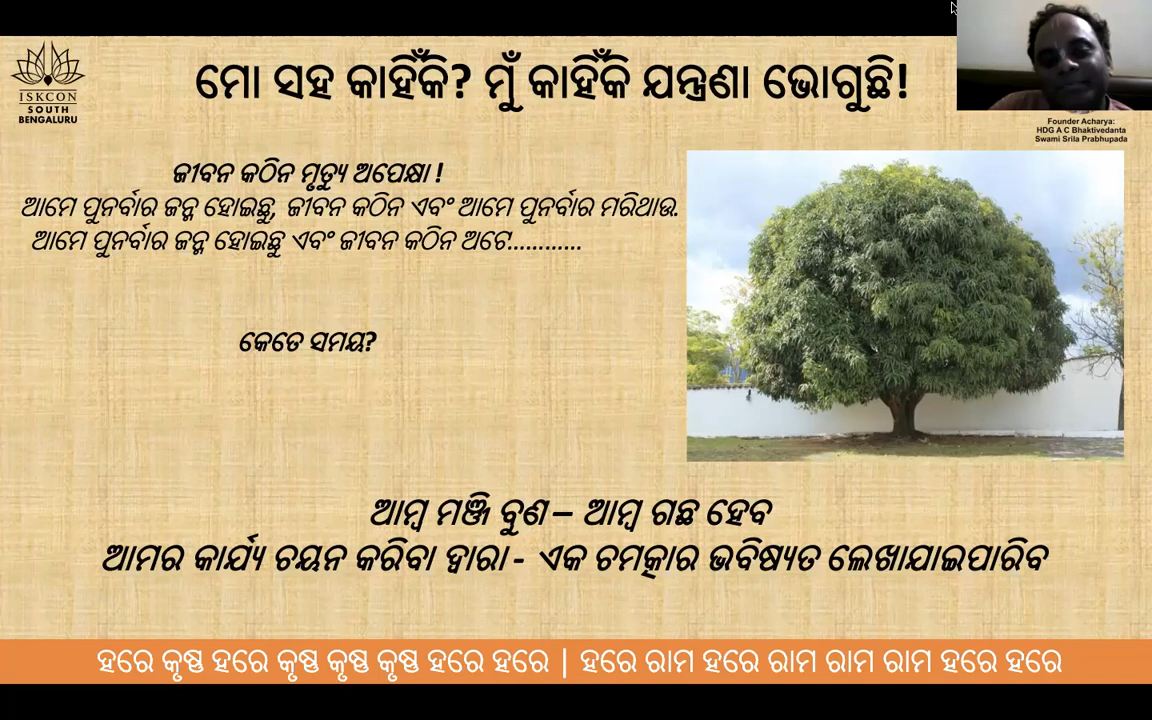 ISKCON
SOUTH
BENGALURU
ମୋ ସହ କାହିଁକି? ମୁଁ କାହିଁକି ଯନ୍ତ୍ରଣା ଭୋଗୁଛି!
Founder Acharya:
HDG A C Bhaktivedanta
Swami Srila Prabhupada
ଜୀବନ କଠିନ ମୃତ୍ୟୁ ଅପେକ୍ଷା !
ଆମେ ପୁନର୍ବାର ଜନ୍ମ ହୋଇଛୁ, ଜୀବନ କଠିନ ଏବଂ ଆମେ ପୁନର୍ବାର ମରିଥାଉ.
ଆମେ ପୁନର୍ବାର ଜନ୍ମ ହୋଇଛୁ ଏବଂ ଜୀବନ କଠିନ ଅଟେ............
କେତେ ସମୟ?
ଆମ୍ବ ମଞ୍ଜି ବୁଣ – ଆମ୍ବ ଗଛ ହେବ
ଆମର କାର୍ଯ୍ୟ ଚୟନ କରିବା ଦ୍ୱାରା - ଏକ ଚମତ୍କାର ଭବିଷ୍ୟତ ଲେଖାଯାଇପାରିବ
ହରେ କୃଷ୍ଣ ହରେ କୃଷ୍ଣ କୃଷ୍ଣ କୃଷ୍ଣ ହରେ ହରେ | ହରେ ରାମ ହରେ ରାମ ରାମ ରାମ ହରେ ହରେ